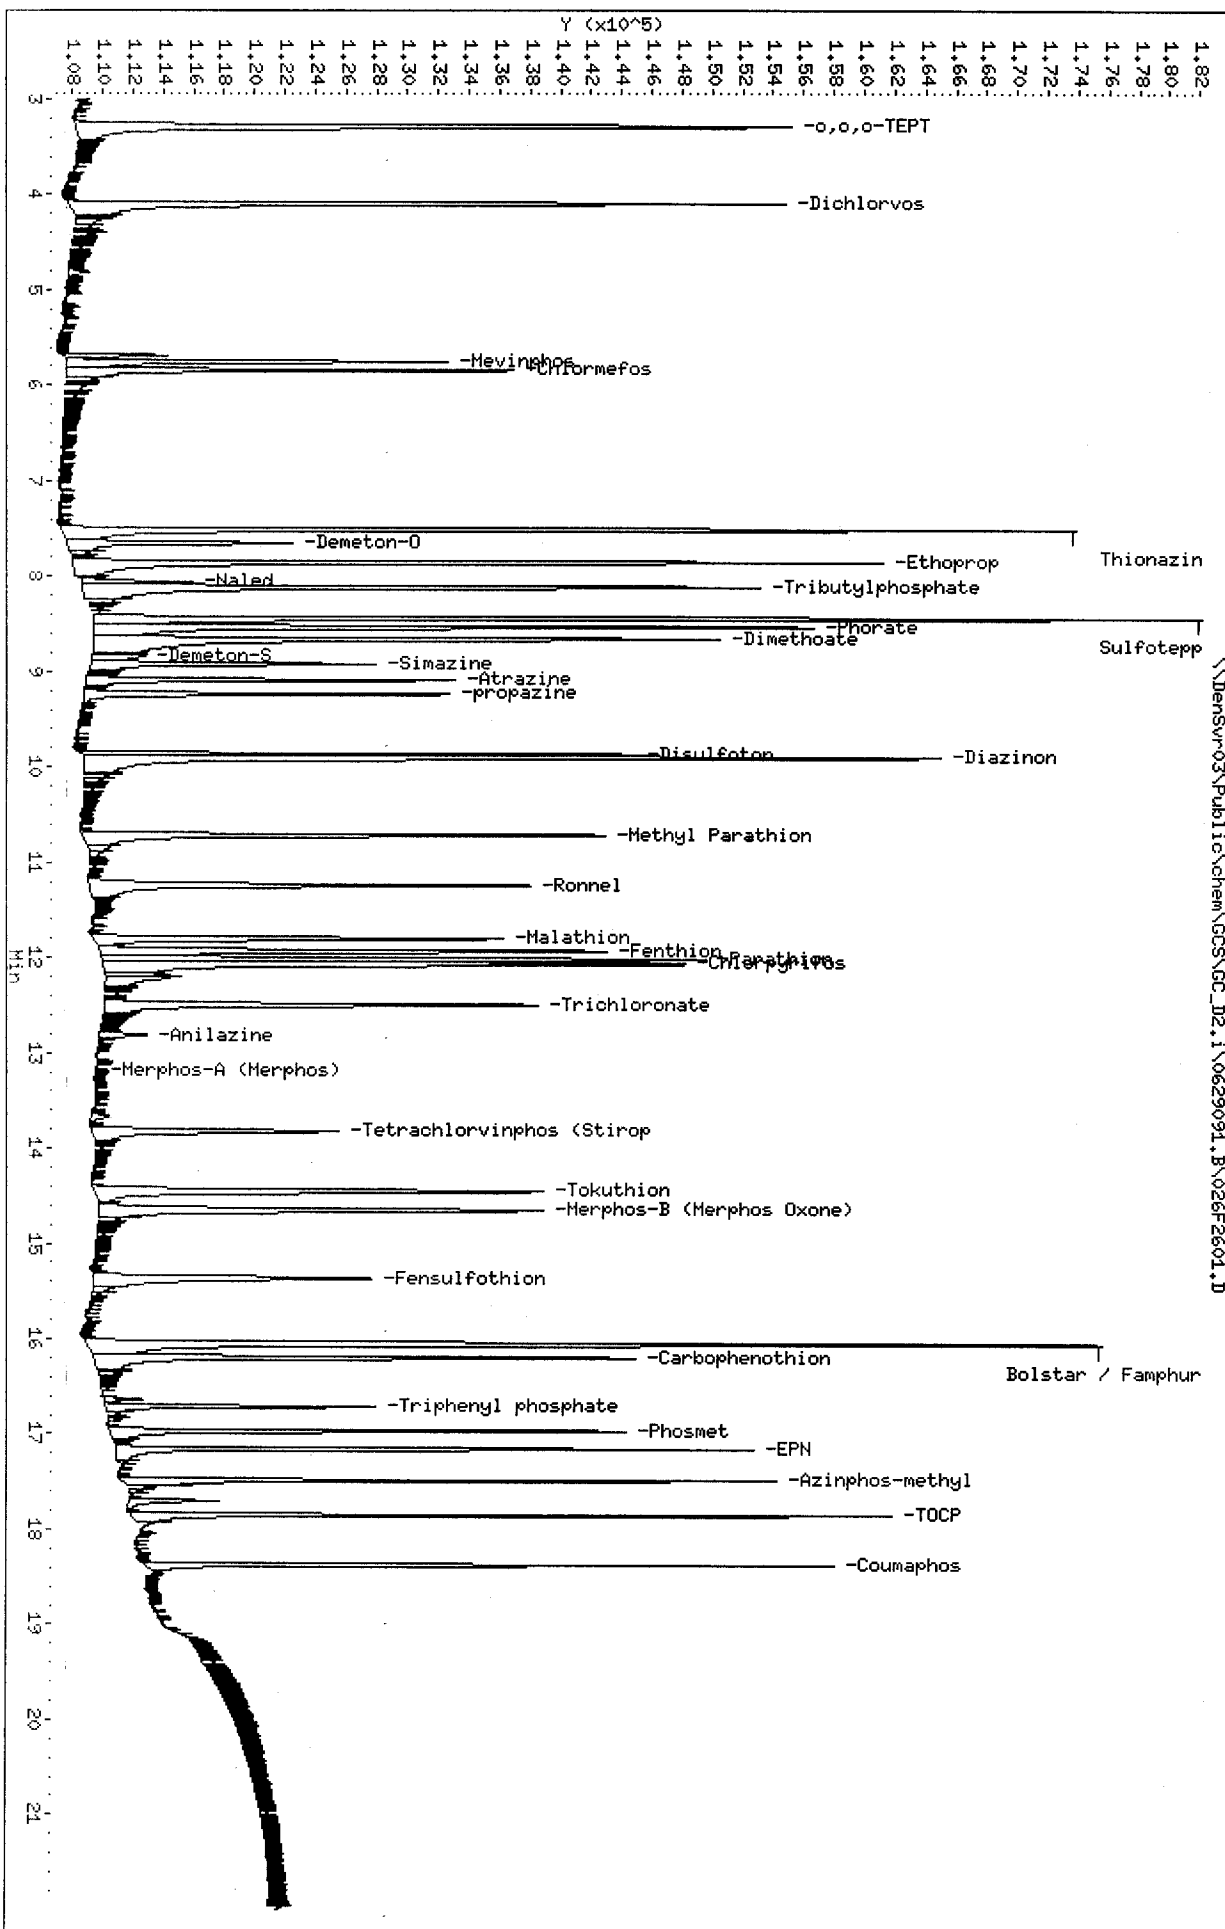 Y (x10^5)
1.08
1.10
1.12
1.14
1.16
1.18
1.20
1.22
1.24
1.26
1.28
1.30
1.32
1.34
1.36
1.38
1.40
1.42
1.44
1.46
1.48
1.50
1.52
1.54
1.56
1.58
1.60
1.62
1.64
1.66
1.68
1.70
1.72
1.74
1.76
1.78
1.80
1.82
3
4
5
6
7
8
9
10
11
12
13
14
15
16
17
18
19
20
21
Min
-o,o,o-TEPT
-Dichlorvos
-Mevinphos
-Chlormefos
Thionazin
-Demeton-O
-Ethoprop
-Naled
-Tributylphosphate
Sulfotepp
-Phorate
-Dimethoate
-Demeton-S
-Simazine
-Atrazine
-propazine
-Disulfoton
-Diazinon
-Methyl Parathion
-Ronnel
-Malathion
-Fenthion
Parathion
-Chlorpyrifos
-Trichloronate
-Anilazine
-Merphos-A (Merphos)
-Tetrachlorvinphos (Stirop
-Tokuthion
-Merphos-B (Merphos Oxone)
-Fensulfothion
Bolstar / Famphur
-Carbophenothion
-Triphenyl phosphate
-Phosmet
-EPN
-Azinphos-methyl
-TOCP
-Coumaphos
\\DenSvr03\Public\chem\GCS\GC_D2.i\0629091.B\026F2601.D